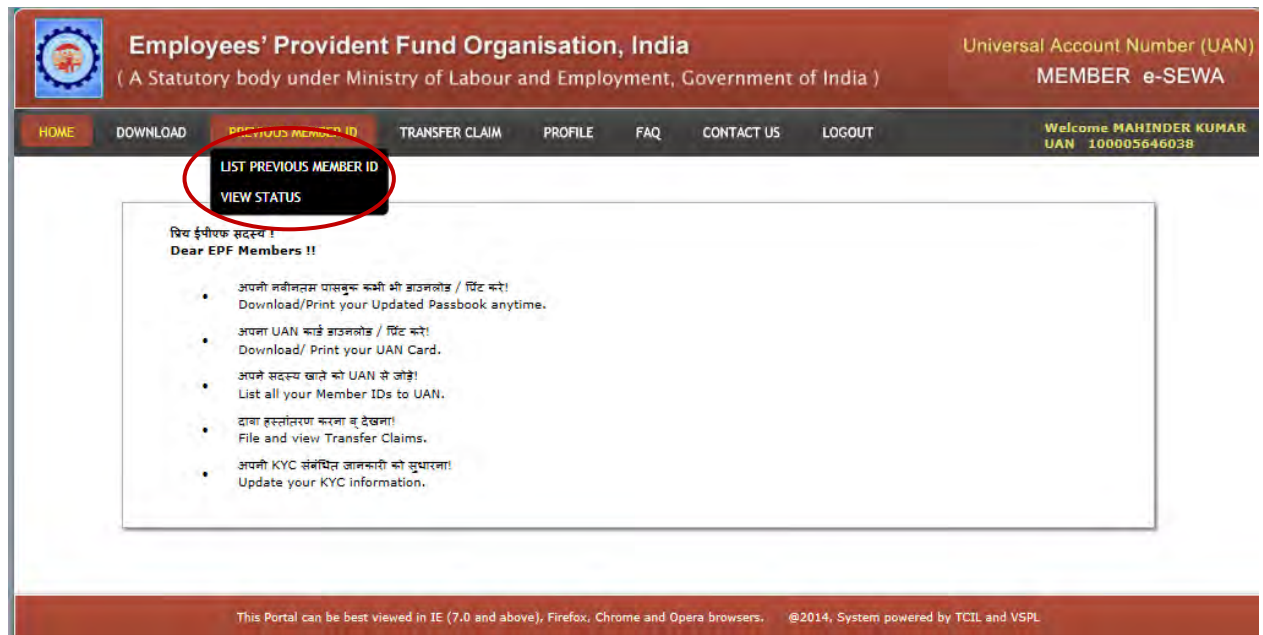 Employees' Provident Fund Organisation, India
( A Statutory body under Ministry of Labour and Employment, Government of India )
Universal Account Number (UAN)
MEMBER e-SEWA
HOME DOWNLOAD PREVIOUS MEMBER ID TRANSFER CLAIM PROFILE FAQ CONTACT US LOGOUT
Welcome MAHINDER KUMAR
UAN 100005646038
LIST PREVIOUS MEMBER ID
VIEW STATUS
प्रिय ईपीएफ सदस्य !
Dear EPF Members !!
अपनी नवीनतम पासबुक कभी भी डाउनलोड / प्रिंट करे!
Download/Print your Updated Passbook anytime.
अपना UAN कार्ड डाउनलोड / प्रिंट करे!
Download/ Print your UAN Card.
अपने सदस्य खाते को UAN से जोड़े!
List all your Member IDs to UAN.
दावा हस्तांतरण करना व् देखना!
File and view Transfer Claims.
अपनी KYC संबंधित जानकारी को सुधारना!
Update your KYC information.
This Portal can be best viewed in IE (7.0 and above), Firefox, Chrome and Opera browsers. @2014, System powered by TCIL and VSPL